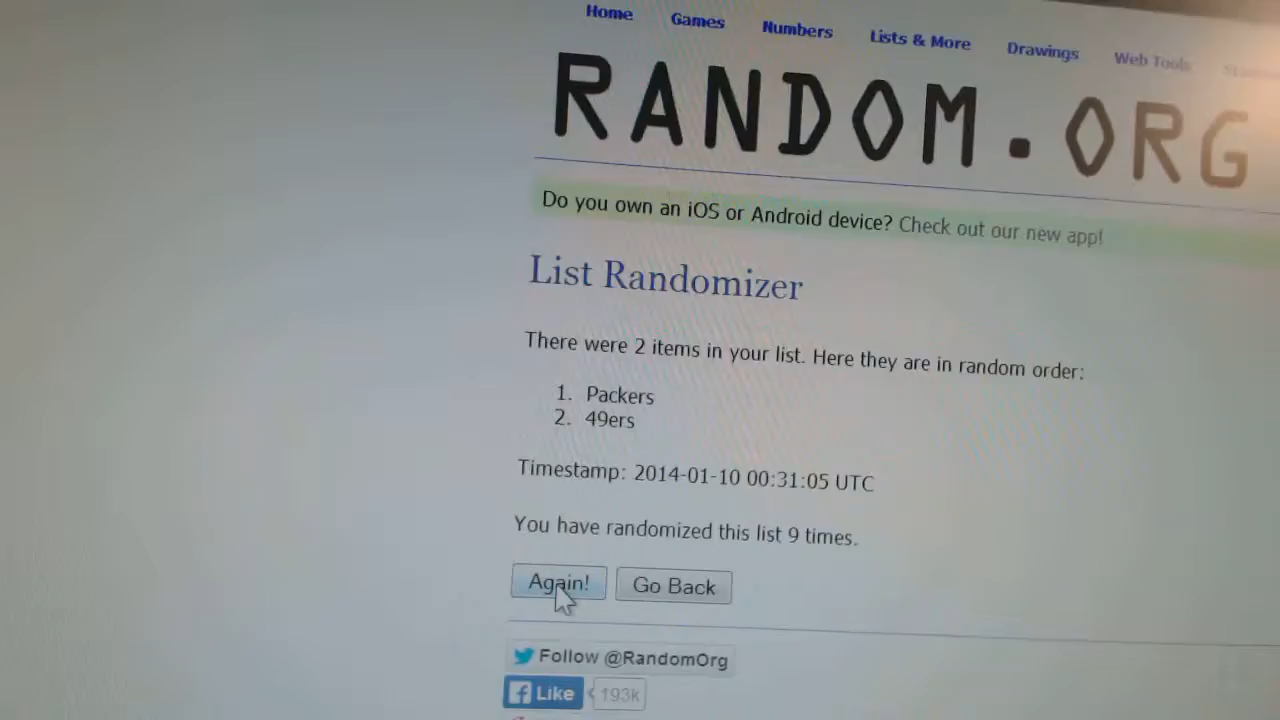 Home Games Numbers Lists & More Drawings Web Tools
RANDOM.ORG
Do you own an iOS or Android device? Check out our new app!
List Randomizer
There were 2 items in your list. Here they are in random order:
1. Packers
2. 49ers
Timestamp: 2014-01-10 00:31:05 UTC
You have randomized this list 9 times.
Again! Go Back
Follow @RandomOrg
Like 193k